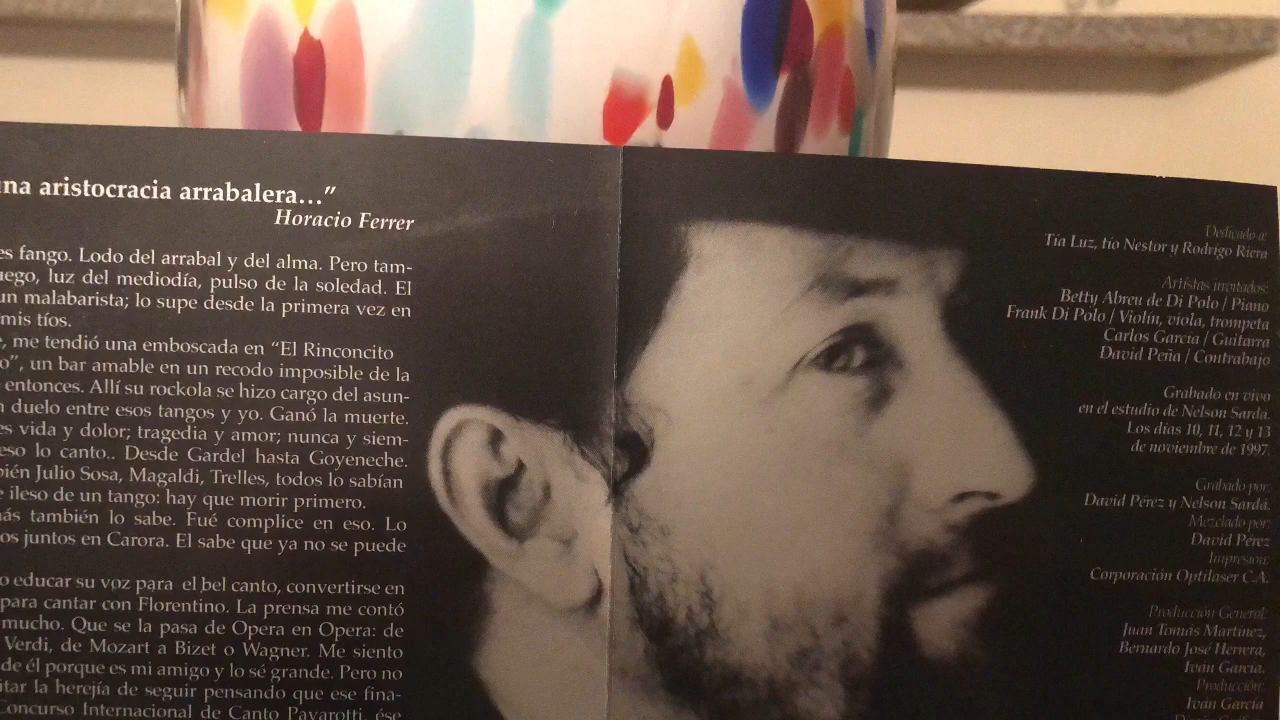 una aristocracia arrabalera..."
Horacio Ferrer
es fango. Lodo del arrabal y del alma. Pero tam-
uego, luz del mediodía, pulso de la soledad. El
un malabarista; lo supe desde la primera vez en
mis tíos.
, me tendió una emboscada en "El Rinconcito
o", un bar amable en un recodo imposible de la
entonces. Allí su rockola se hizo cargo del asun-
n duelo entre esos tangos y yo. Ganó la muerte.
es vida y dolor; tragedia y amor; nunca y siem-
eso lo canto.. Desde Gardel hasta Goyeneche.
bién Julio Sosa, Magaldi, Trelles, todos lo sabían
e ileso de un tango: hay que morir primero.
ás también lo sabe. Fué complice en eso. Lo
os juntos en Carora. El sabe que ya no se puede
o educar su voz para el bel canto, convertirse en
para cantar con Florentino. La prensa me contó
mucho. Que se la pasa de Opera en Opera: de
Verdi, de Mozart a Bizet o Wagner. Me siento
de él porque es mi amigo y lo sé grande. Pero no
itar la herejía de seguir pensando que ese fina-
Concurso Internacional de Canto Pavarotti, ése
Dedicado a:
Tía Luz, tío Nestor y Rodrigo Riera
Artistas invitados:
Betty Abreu de Di Polo / Piano
Frank Di Polo / Violín, viola, trompeta
Carlos García / Guitarra
David Peña / Contrabajo
Grabado en vivo
en el estudio de Nelson Sardá.
Los días 10, 11, 12 y 13
de noviembre de 1997.
Grabado por:
David Pérez y Nelson Sardá.
Mezclado por:
David Pérez
Impresión:
Corporación Optilaser C.A.
Producción General:
Juan Tomás Martínez,
Bernardo José Herrera,
Iván García.
Producción:
Iván García